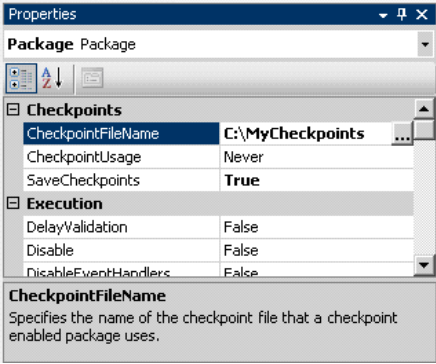 Properties
Package Package
A
Z
Checkpoints
CheckpointFileName C:\MyCheckpoints ...
CheckpointUsage Never
SaveCheckpoints True
Execution
DelayValidation False
Disable False
DisableEventHandlers False
CheckpointFileName
Specifies the name of the checkpoint file that a checkpoint
enabled package uses.